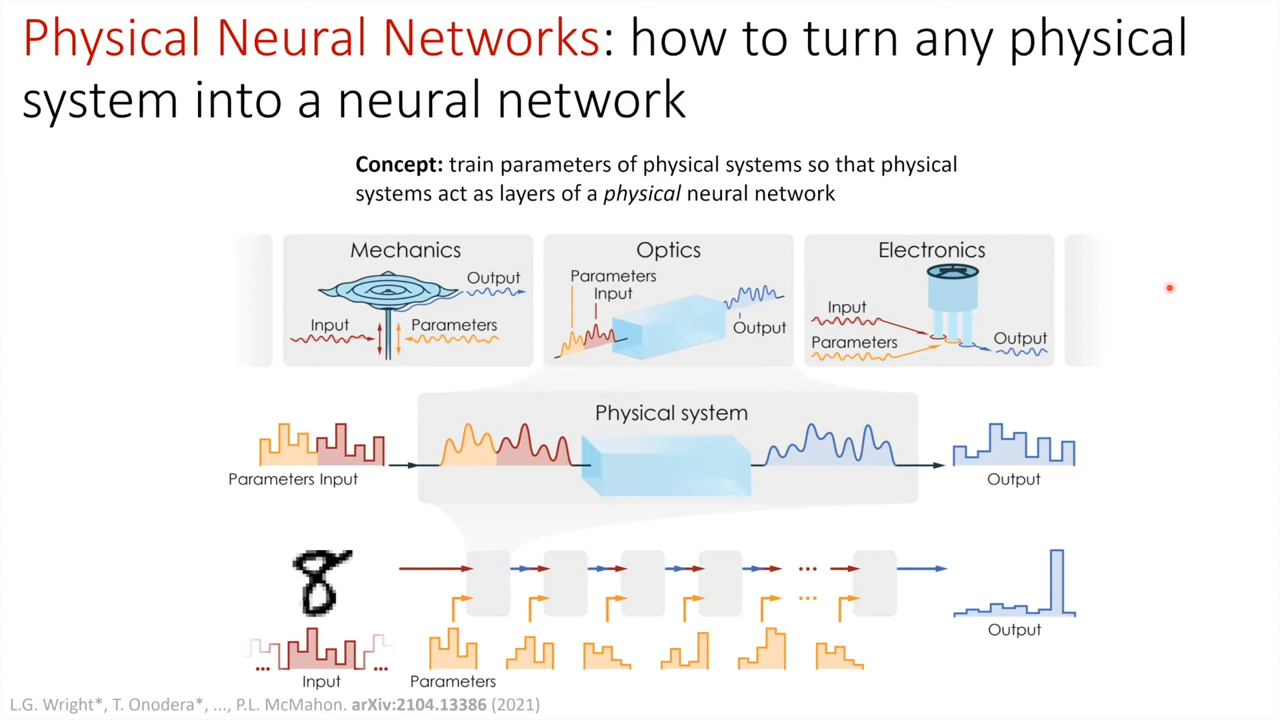 Physical Neural Networks: how to turn any physical
system into a neural network
Concept: train parameters of physical systems so that physical
systems act as layers of a physical neural network
Mechanics
Output
Input
Parameters
Optics
Parameters
Input
Output
Electronics
Input
Parameters
Output
Physical system
Parameters Input
Output
...
...
Output
...
...
Input
Parameters
L.G. Wright*, T. Onodera*, ..., P.L. McMahon. arXiv:2104.13386 (2021)